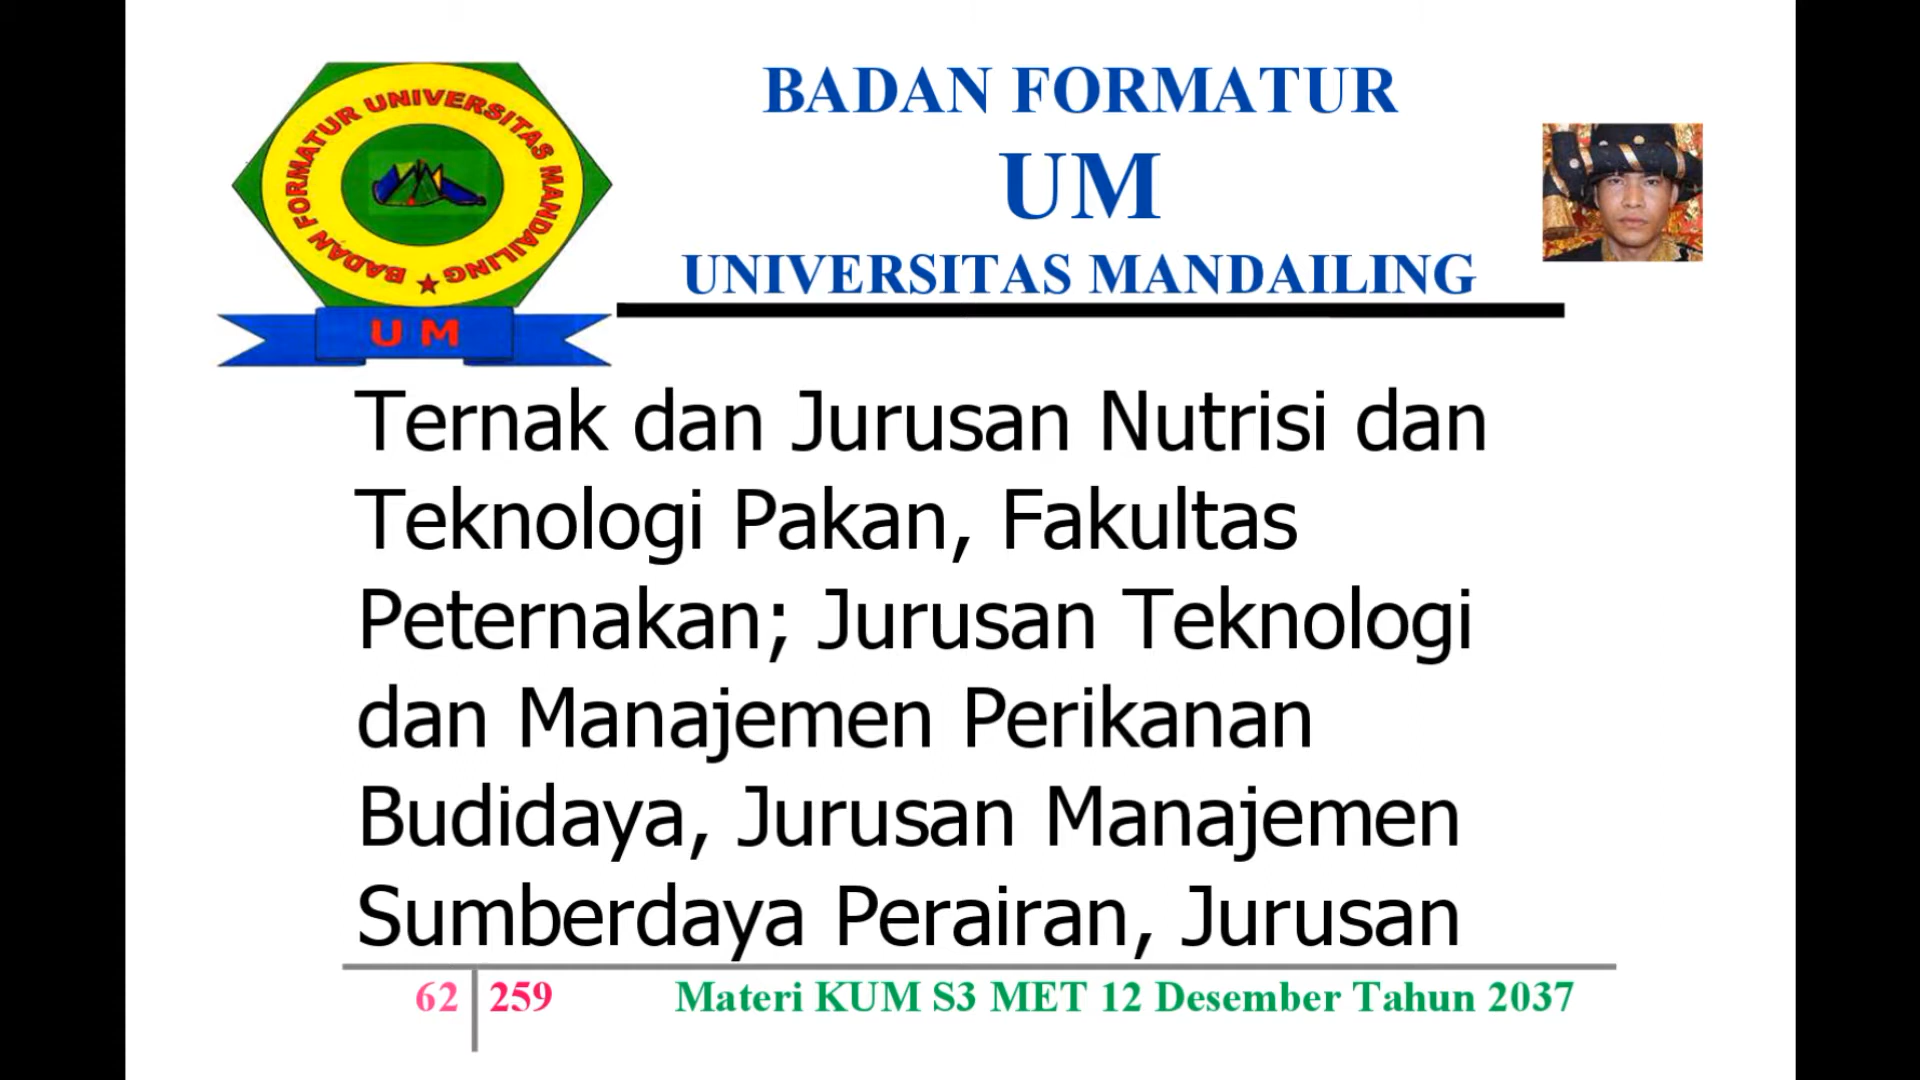 BADAN FORMATUR UNIVERSITAS MANDAILING
U M
BADAN FORMATUR
UM
UNIVERSITAS MANDAILING
Ternak dan Jurusan Nutrisi dan
Teknologi Pakan, Fakultas
Peternakan; Jurusan Teknologi
dan Manajemen Perikanan
Budidaya, Jurusan Manajemen
Sumberdaya Perairan, Jurusan
62 259
Materi KUM S3 MET 12 Desember Tahun 2037